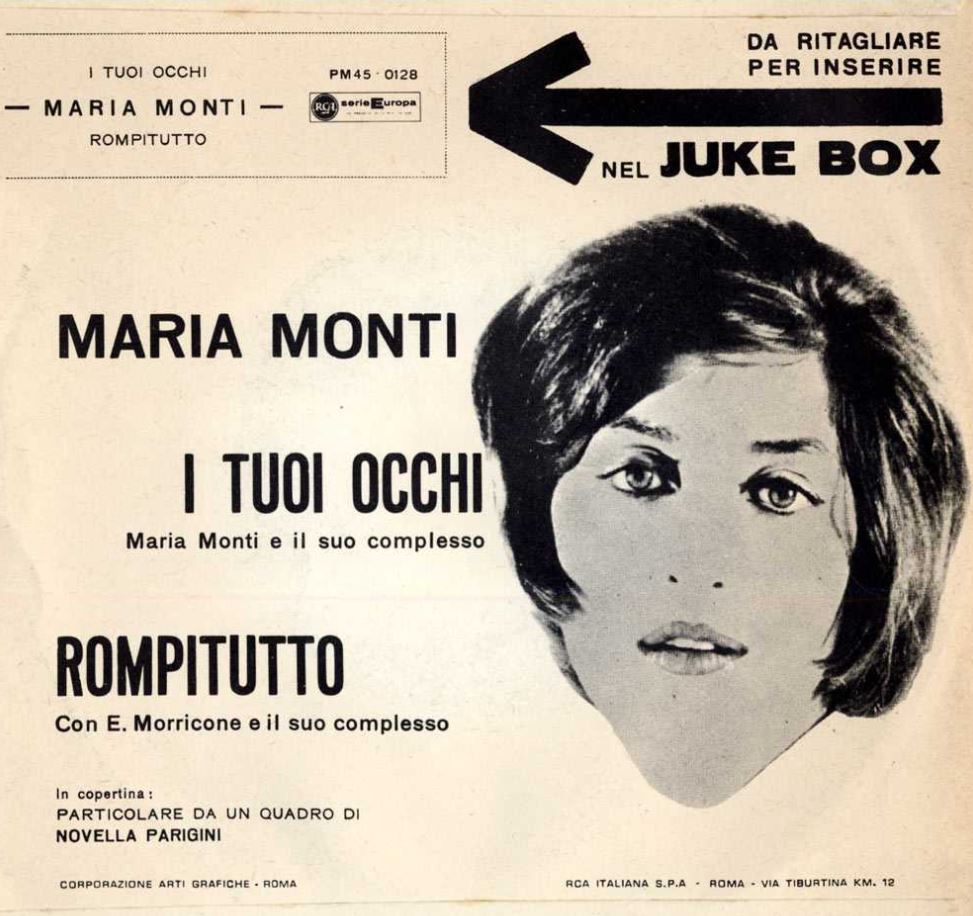 I TUOI OCCHI
PM45 · 0128
— MARIA MONTI —
RCA serie Europa
ROMPITUTTO
DA RITAGLIARE
PER INSERIRE
NEL JUKE BOX
MARIA MONTI
I TUOI OCCHI
Maria Monti e il suo complesso
ROMPITUTTO
Con E. Morricone e il suo complesso
In copertina:
PARTICOLARE DA UN QUADRO DI
NOVELLA PARIGINI
CORPORAZIONE ARTI GRAFICHE - ROMA
RCA ITALIANA S.P.A - ROMA - VIA TIBURTINA KM. 12